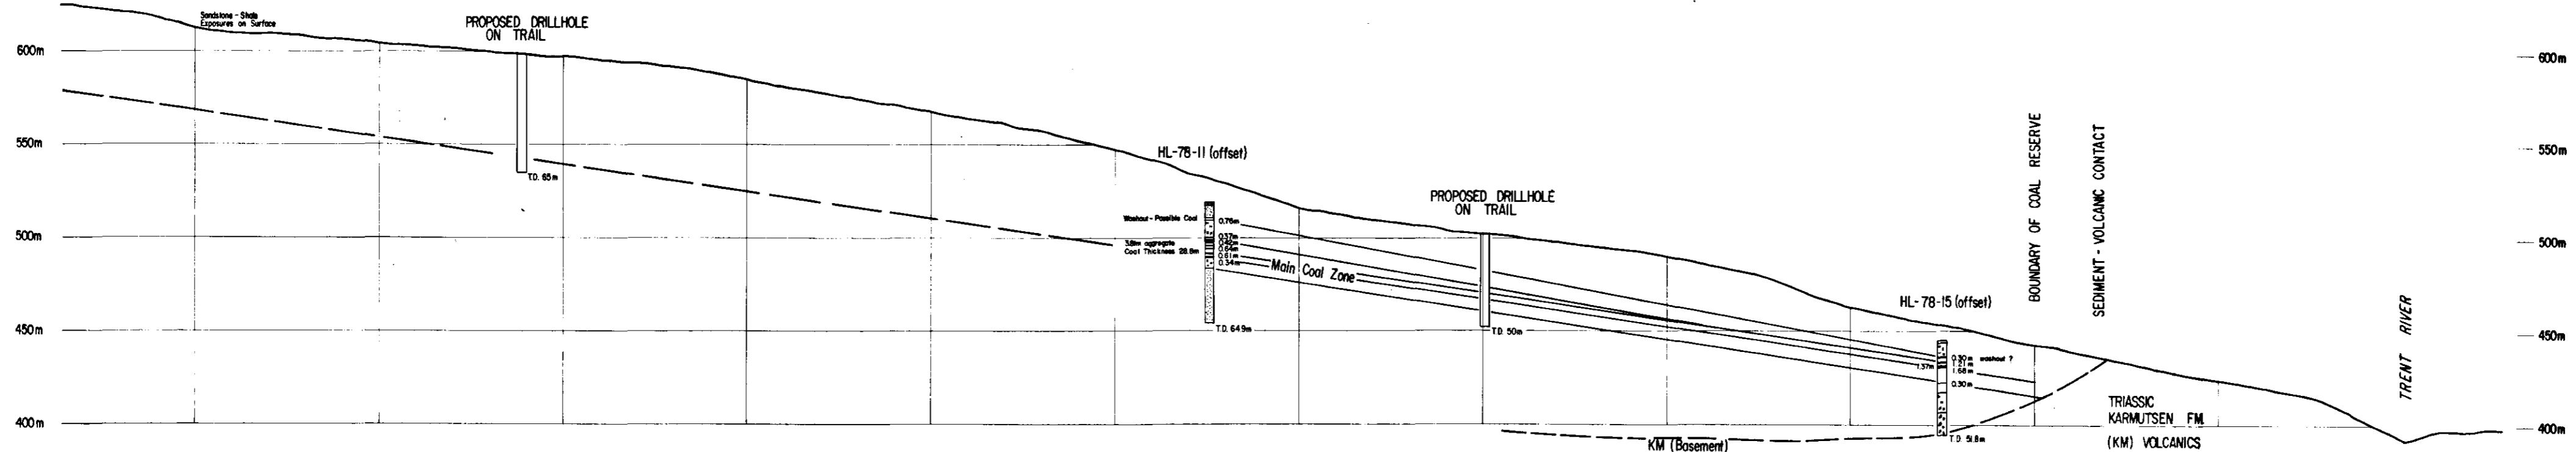 Sandstone - Shale
Exposures on Surface
PROPOSED DRILLHOLE
ON TRAIL
600m
600m
550m
550m
500m
500m
450m
450m
400m
400m
T.D. 65m
HL-78-11 (offset)
Washout - Possible Coal
0.76m
0.37m
0.64m
0.61m
0.34m
3.81m aggregate
Coal Thickness 28.8m
T.D. 64.9m
Main Coal Zone
PROPOSED DRILLHOLE
ON TRAIL
T.D. 50m
HL-78-15 (offset)
0.30m washout ?
1.21m
1.37m
1.68m
0.30m
T.D. 51.8m
KM (Basement)
BOUNDARY OF COAL RESERVE
SEDIMENT - VOLCANIC CONTACT
TRIASSIC
KARMUTSEN FM.
(KM) VOLCANICS
TRENT RIVER